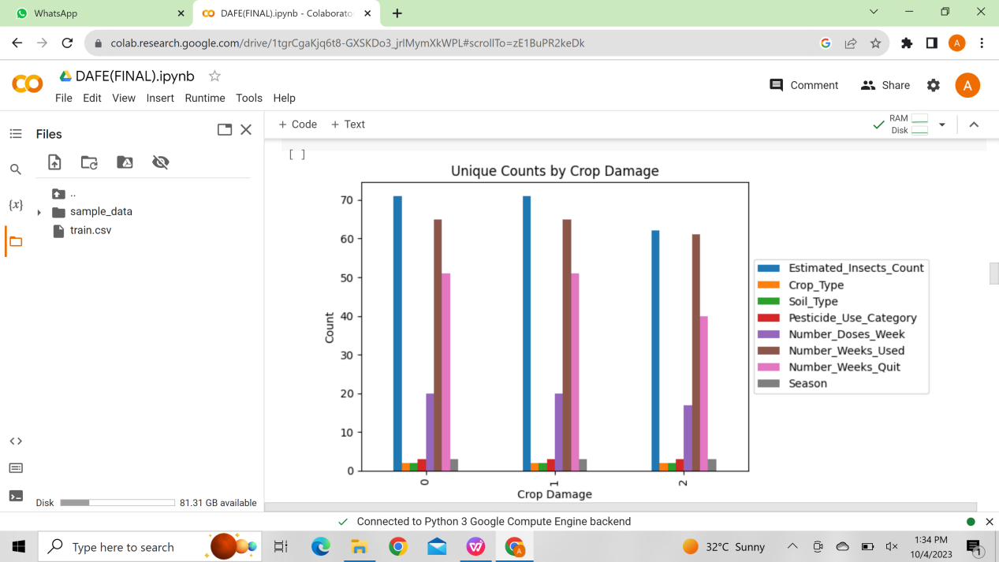 WhatsApp
DAFE(FINAL).ipynb - Colaborato
colab.research.google.com/drive/1tgrCgaKjq6t8-GXSKDo3_jrlMymXkWPL#scrollTo=zE1BuPR2keDk
A
DAFE(FINAL).ipynb
File Edit View Insert Runtime Tools Help
Comment
Share
A
Files
+ Code + Text
RAM
Disk
{x}
..
sample_data
train.csv
[ ]
Unique Counts by Crop Damage
70
60
50
40
30
20
10
0
Count
0 1 2
Crop Damage
Estimated_Insects_Count
Crop_Type
Soil_Type
Pesticide_Use_Category
Number_Doses_Week
Number_Weeks_Used
Number_Weeks_Quit
Season
Disk 81.31 GB available
Connected to Python 3 Google Compute Engine backend
Type here to search
32°C Sunny
1:34 PM
10/4/2023
1